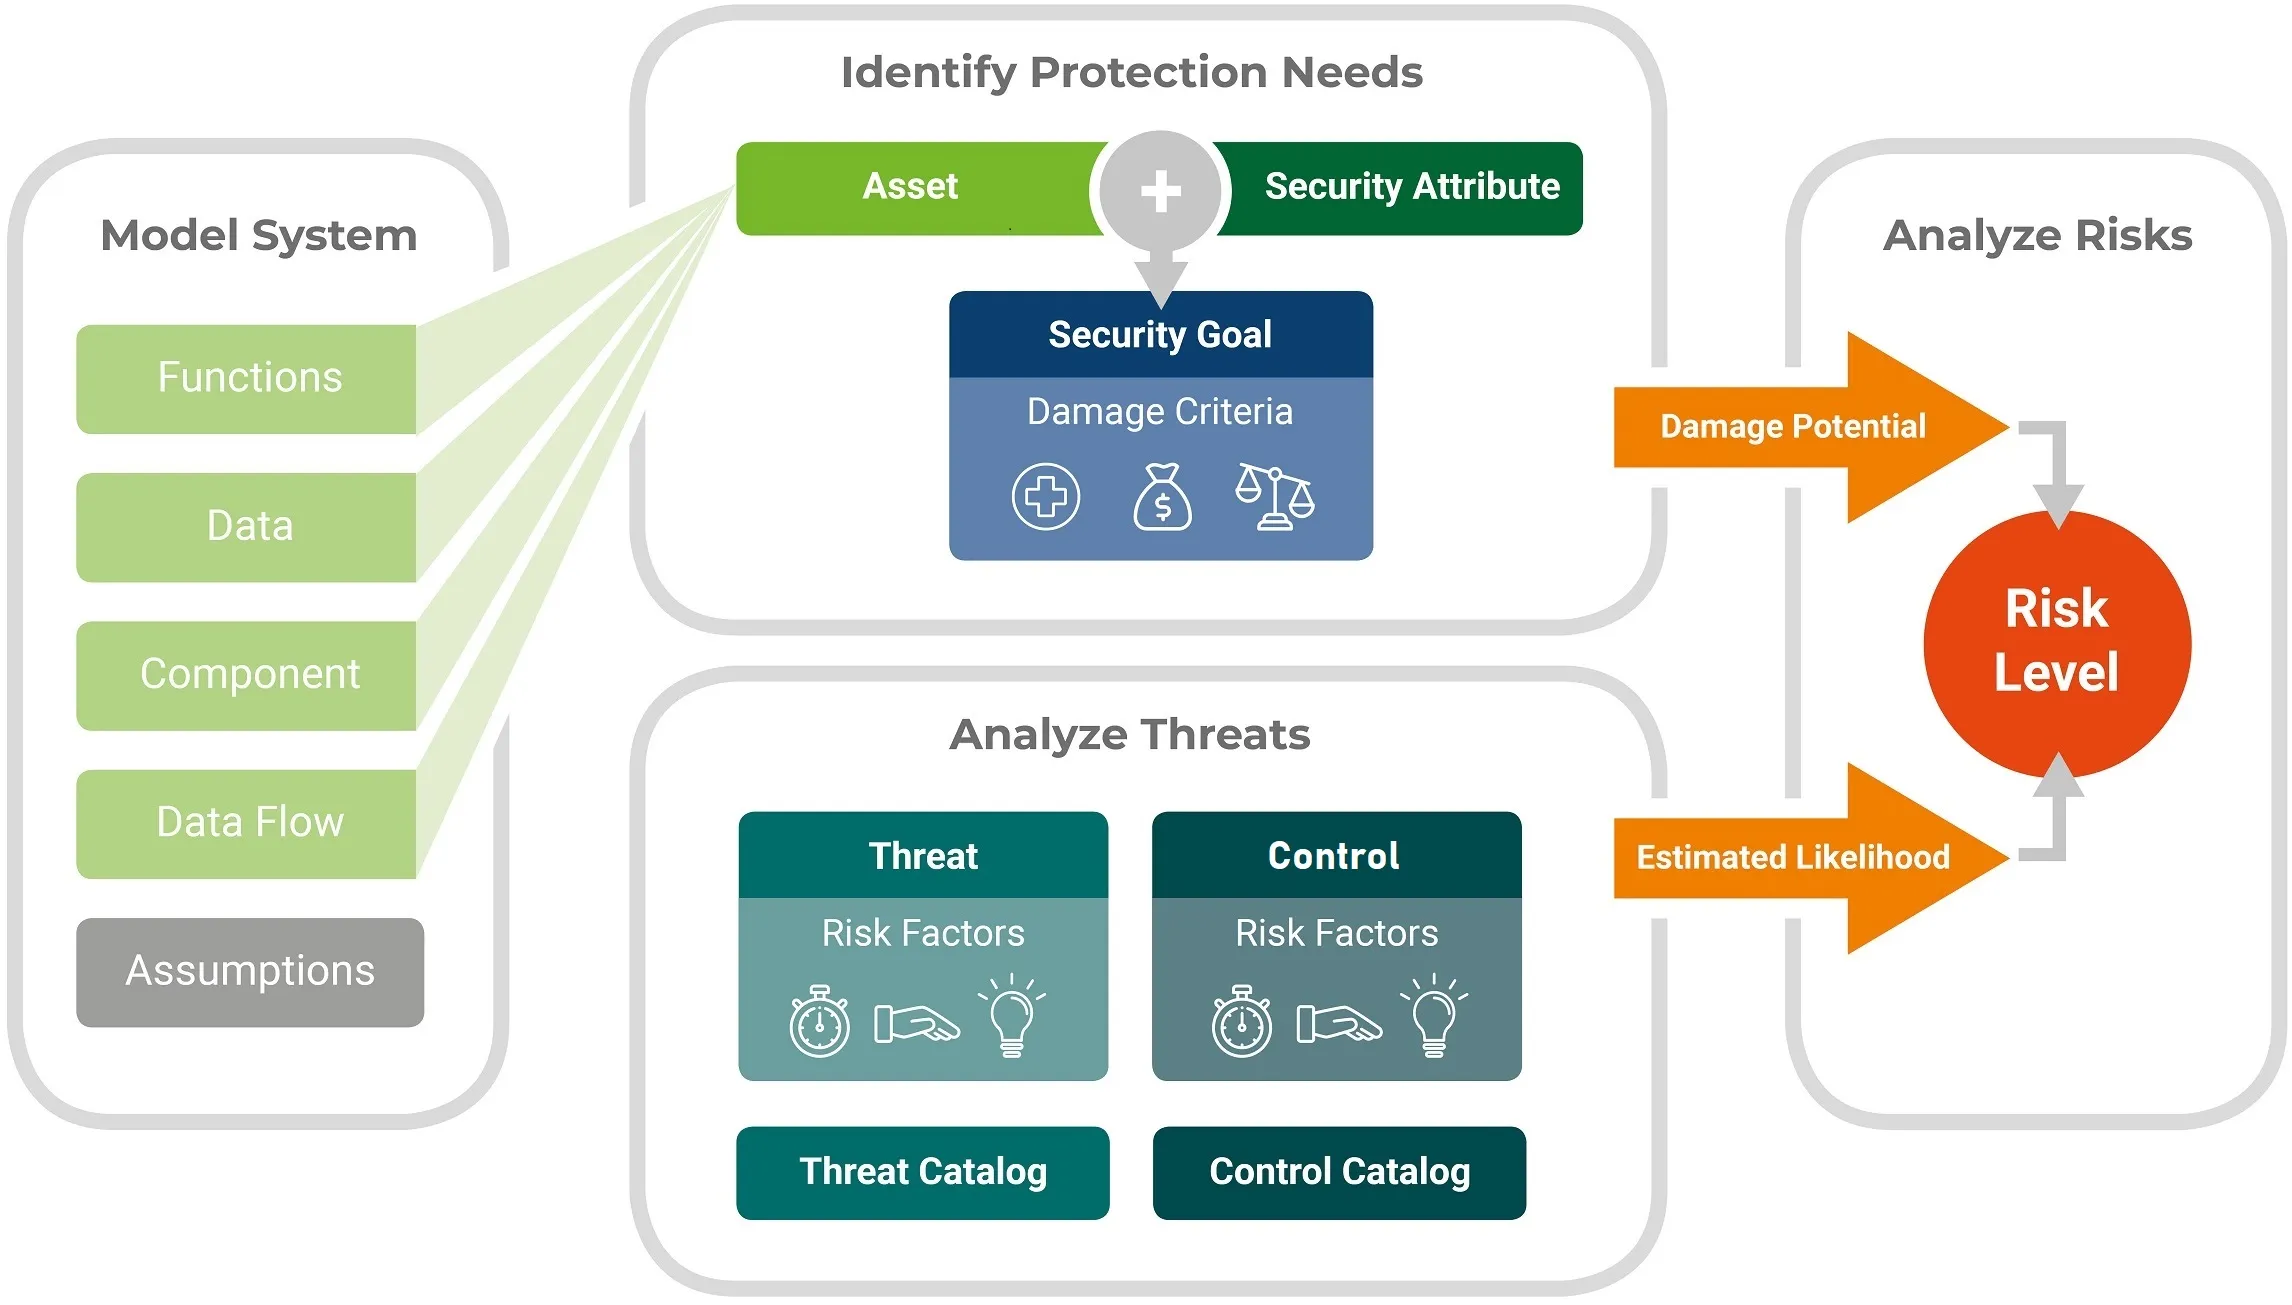 Model System
Functions
Data
Component
Data Flow
Assumptions
Identify Protection Needs
Asset
+
Security Attribute
Security Goal
Damage Criteria
$
Analyze Threats
Threat
Risk Factors
Control
Risk Factors
Threat Catalog
Control Catalog
Analyze Risks
Damage Potential
Risk
Level
Estimated Likelihood